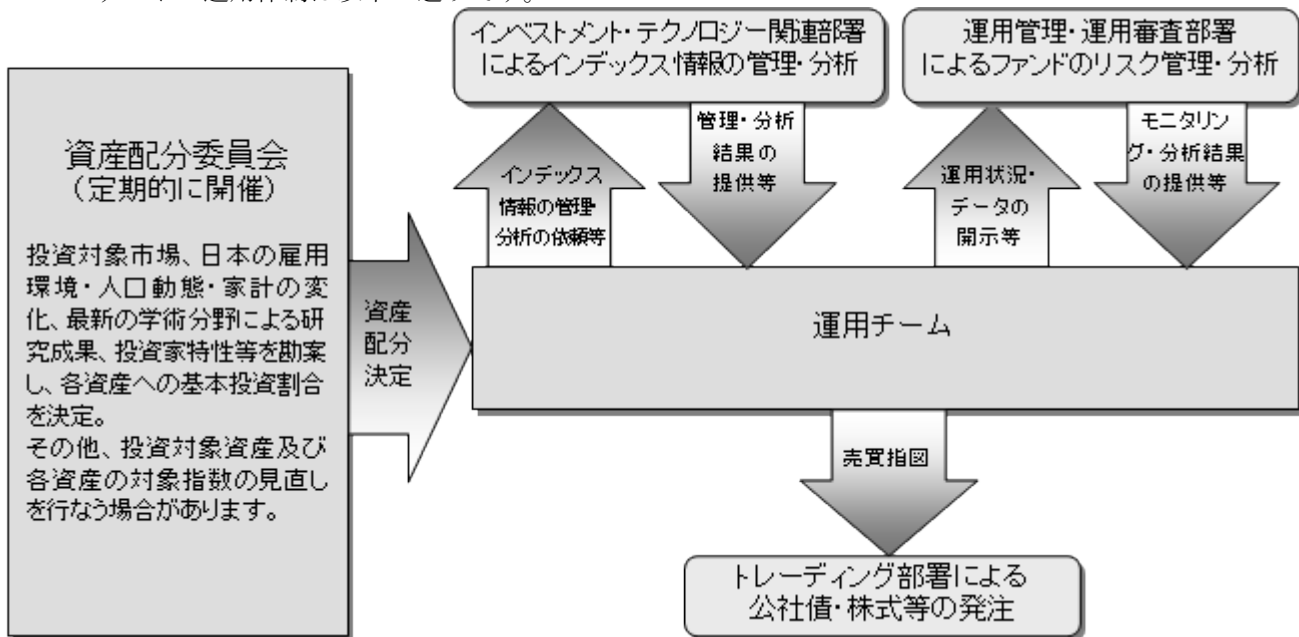 インベストメント・テクノロジー関連部署
によるインデックス情報の管理・分析
運用管理・運用審査部署
によるファンドのリスク管理・分析
資産配分委員会
(定期的に開催)
投資対象市場、日本の雇用
環境・人口動態・家計の変
化、最新の学術分野による研
究成果、投資家特性等を勘案
し、各資産への基本投資割合
を決定。
その他、投資対象資産及び
各資産の対象指数の見直し
を行なう場合があります。
インデックス
情報の管理・
分析の依頼等
管理・分析
結果の
提供等
運用状況・
データの
開示等
モニタリン
グ・分析結果
の提供等
資産
配分
決定
運用チーム
売買指図
トレーディング部署による
公社債・株式等の発注